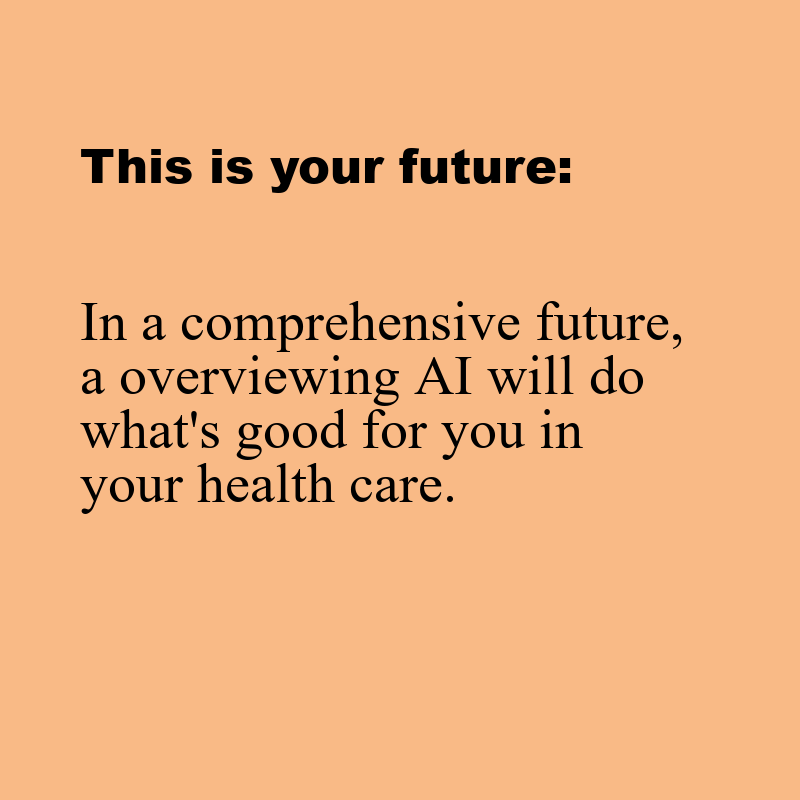 This is your future:
In a comprehensive future,
a overviewing AI will do
what's good for you in
your health care.